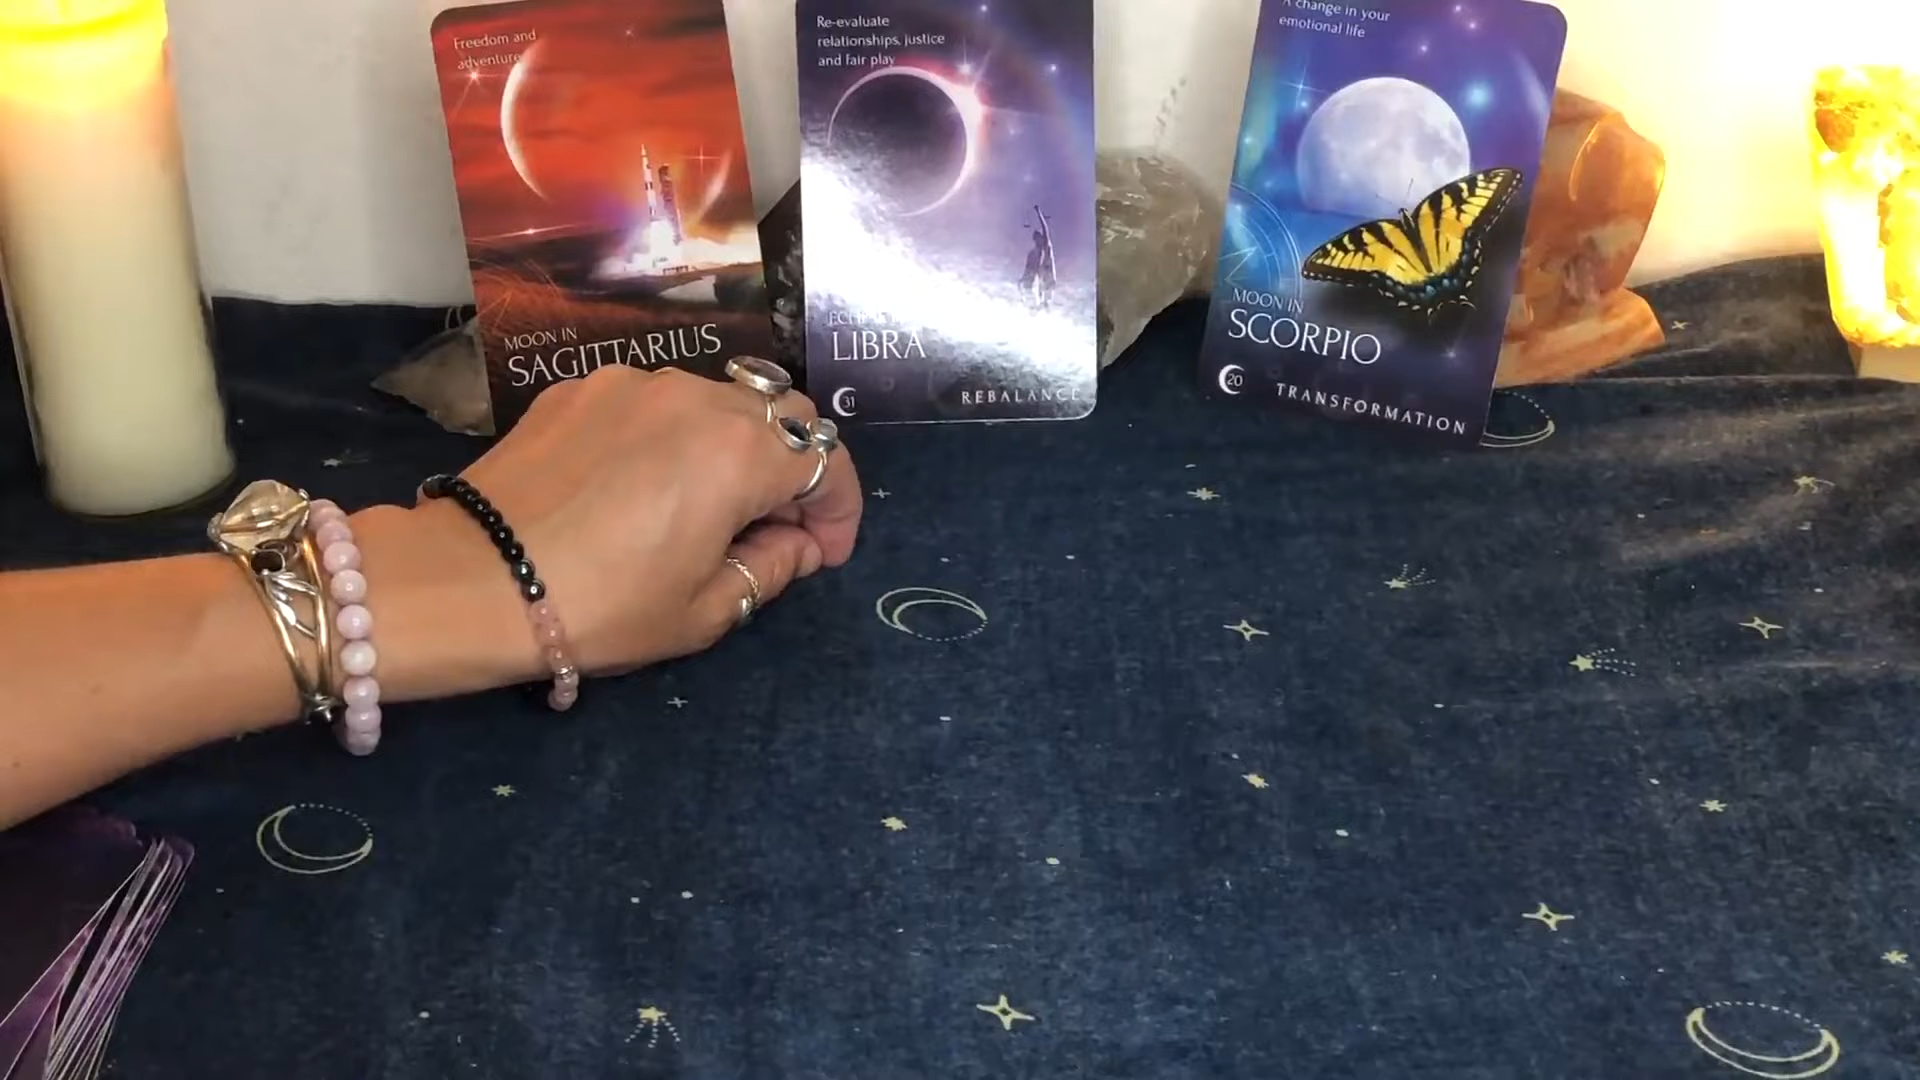 Freedom and
adventure
MOON IN
SAGITTARIUS
Re-evaluate
relationships, justice
and fair play
LIBRA
31
REBALANCE
A change in your
emotional life
MOON IN
SCORPIO
20
TRANSFORMATION